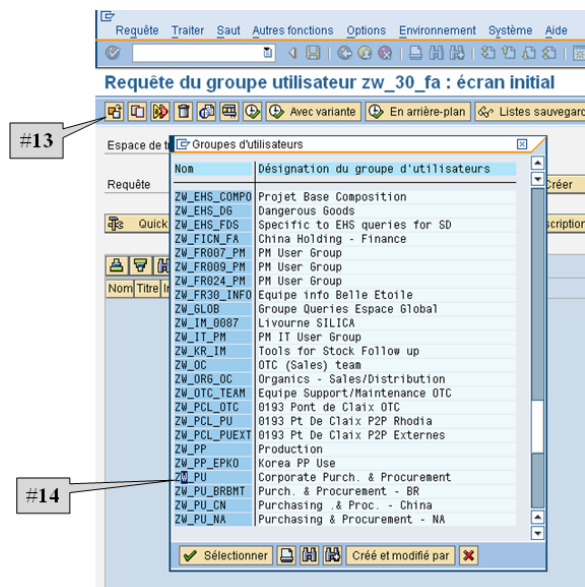 Requête Traiter Saut Autres fonctions Options Environnement Système Aide
Requête du groupe utilisateur zw_30_fa : écran initial
Avec variante En arrière-plan Listes sauvegard
#13
Espace de t
Groupes d'utilisateurs
Nom Désignation du groupe d'utilisateurs
Requête
Créer
ZW_EHS_COMPO Projet Base Composition
ZW_EHS_DG Dangerous Goods
Quick
ZW_EHS_FDS Specific to EHS queries for SD
scription
ZW_FICN_FA China Holding - Finance
ZW_FR007_PM PM User Group
ZW_FR009_PM PM User Group
ZW_FR024_PM PM User Group
Nom Titre In
ZW_FR30_INFO Equipe info Belle Etoile
ZW_GLOB Groupe Queries Espace Global
ZW_IM_0087 Livourne SILICA
ZW_IT_PM PM IT User Group
ZW_KR_IM Tools for Stock Follow up
ZW_OC OTC (Sales) team
ZW_ORG_OC Organics - Sales/Distribution
ZW_OTC_TEAM Equipe Support/Maintenance OTC
ZW_PCL_OTC 0193 Pont de Claix OTC
ZW_PCL_PU 0193 Pt De Claix P2P Rhodia
ZW_PCL_PUEXT 0193 Pt De Claix P2P Externes
ZW_PP Production
ZW_PP_EPKO Korea PP Use
ZW_PU Corporate Purch. & Procurement
#14
ZW_PU_BRBMT Purch. & Procurement - BR
ZW_PU_CN Purchasing .& Proc. - China
ZW_PU_NA Purchasing & Procurement - NA
Sélectionner Créé et modifié par